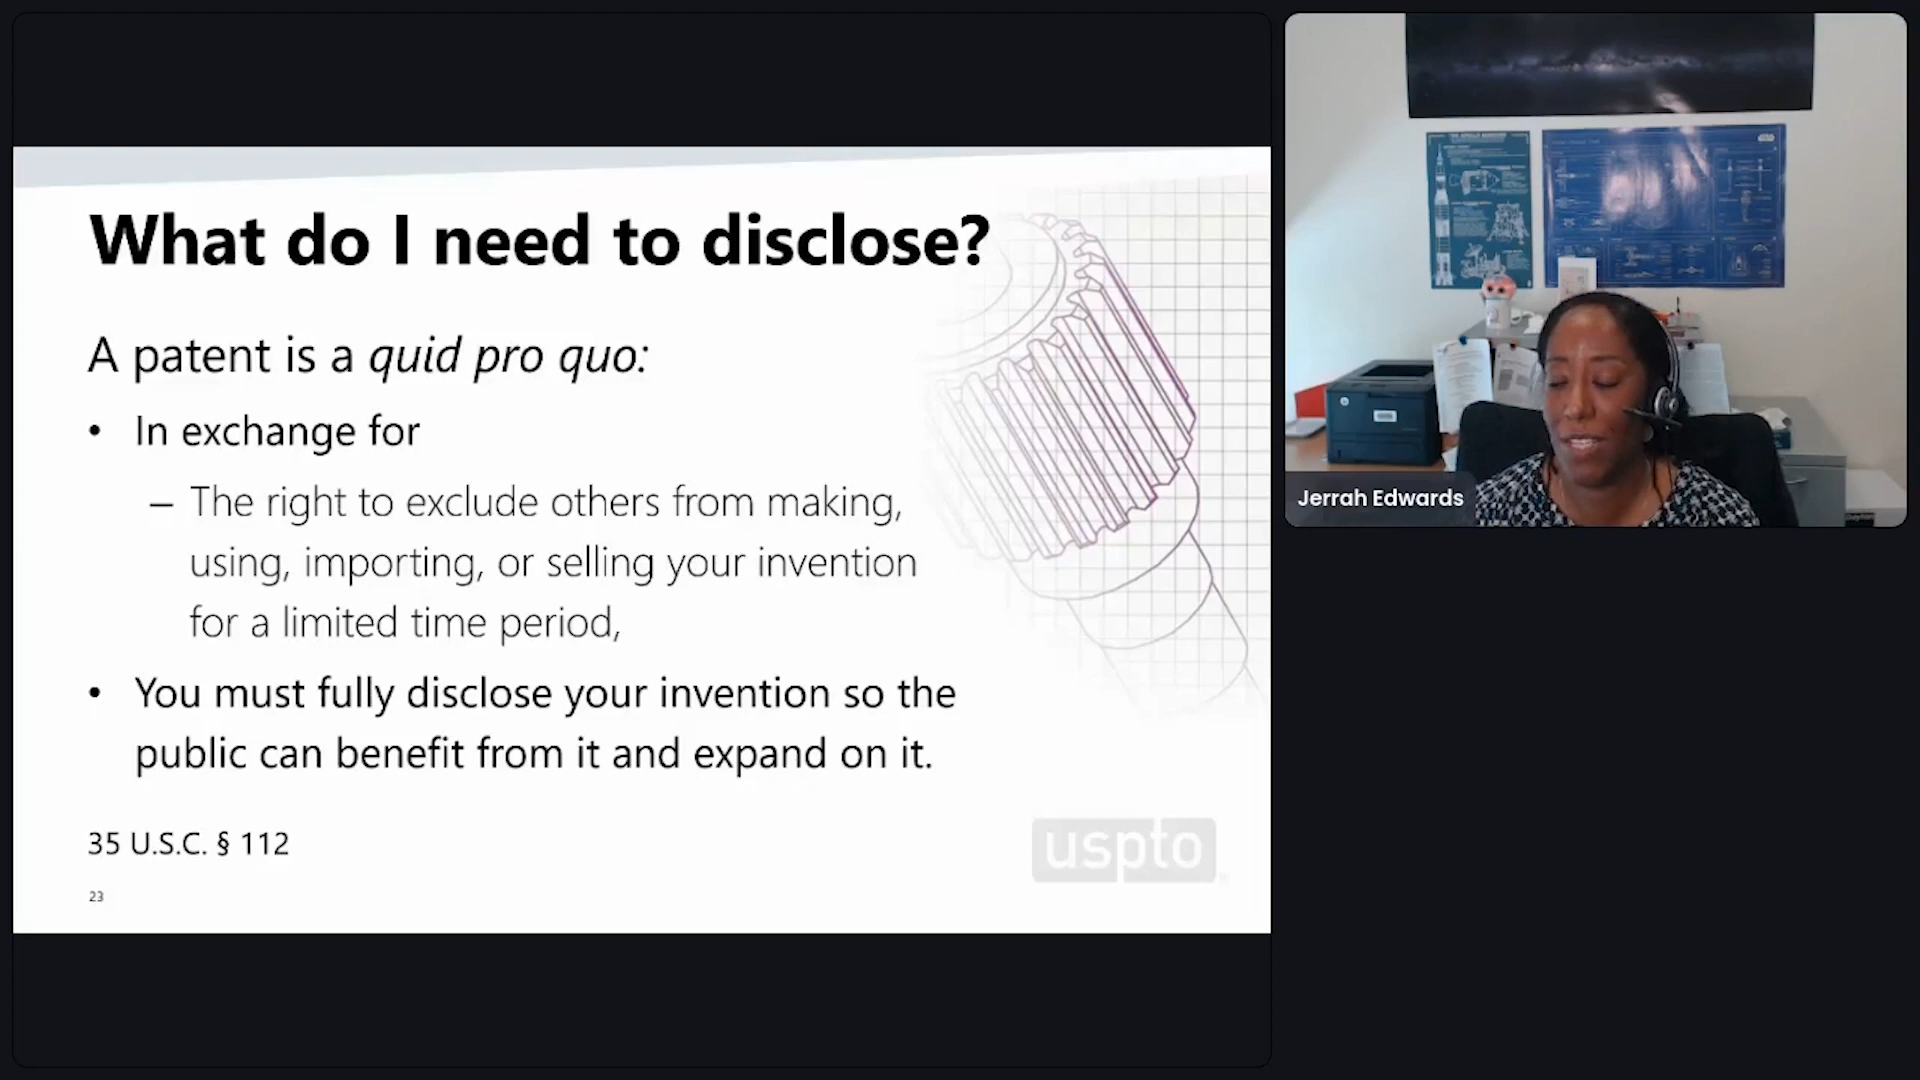 What do I need to disclose?
A patent is a quid pro quo:
• In exchange for
– The right to exclude others from making,
using, importing, or selling your invention
for a limited time period,
• You must fully disclose your invention so the
public can benefit from it and expand on it.
35 U.S.C. § 112
23
uspto
Jerrah Edwards